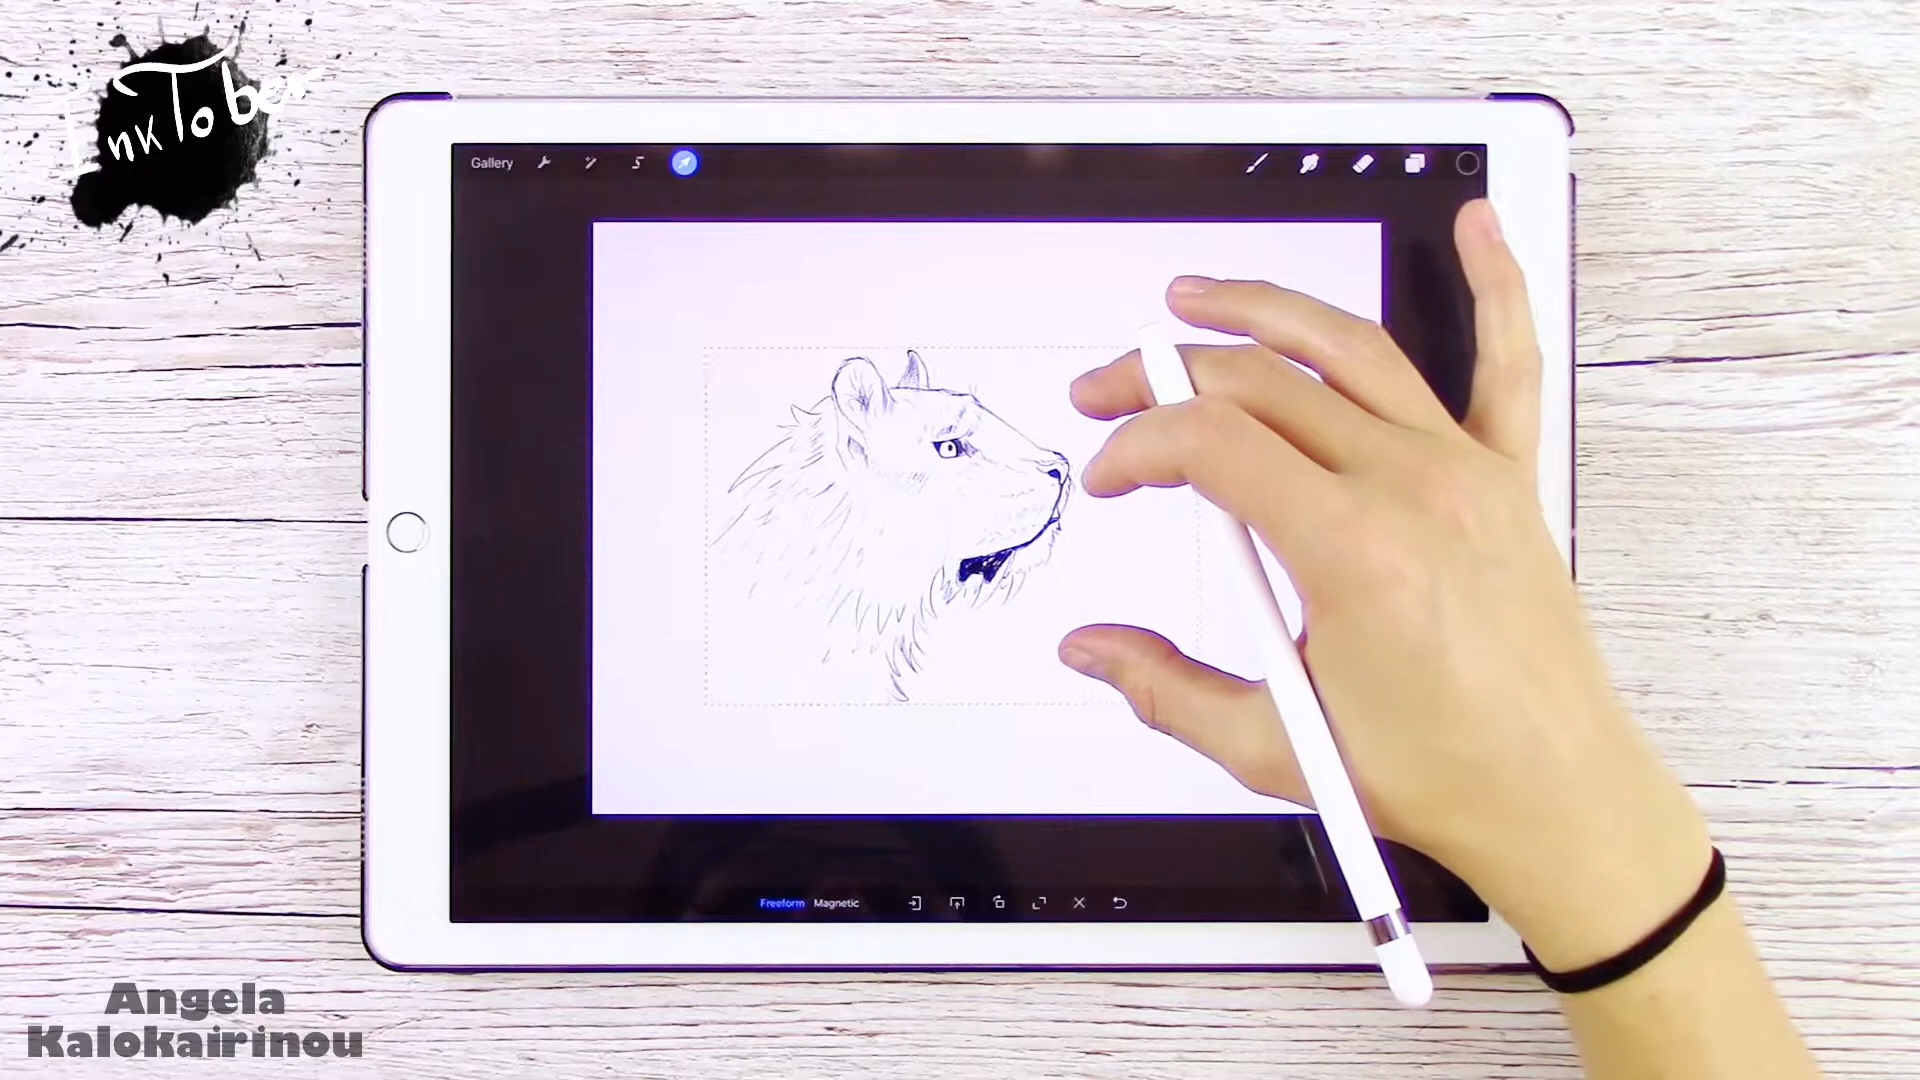 InkTober
Gallery
Freeform Magnetic
Angela
Kalokairinou